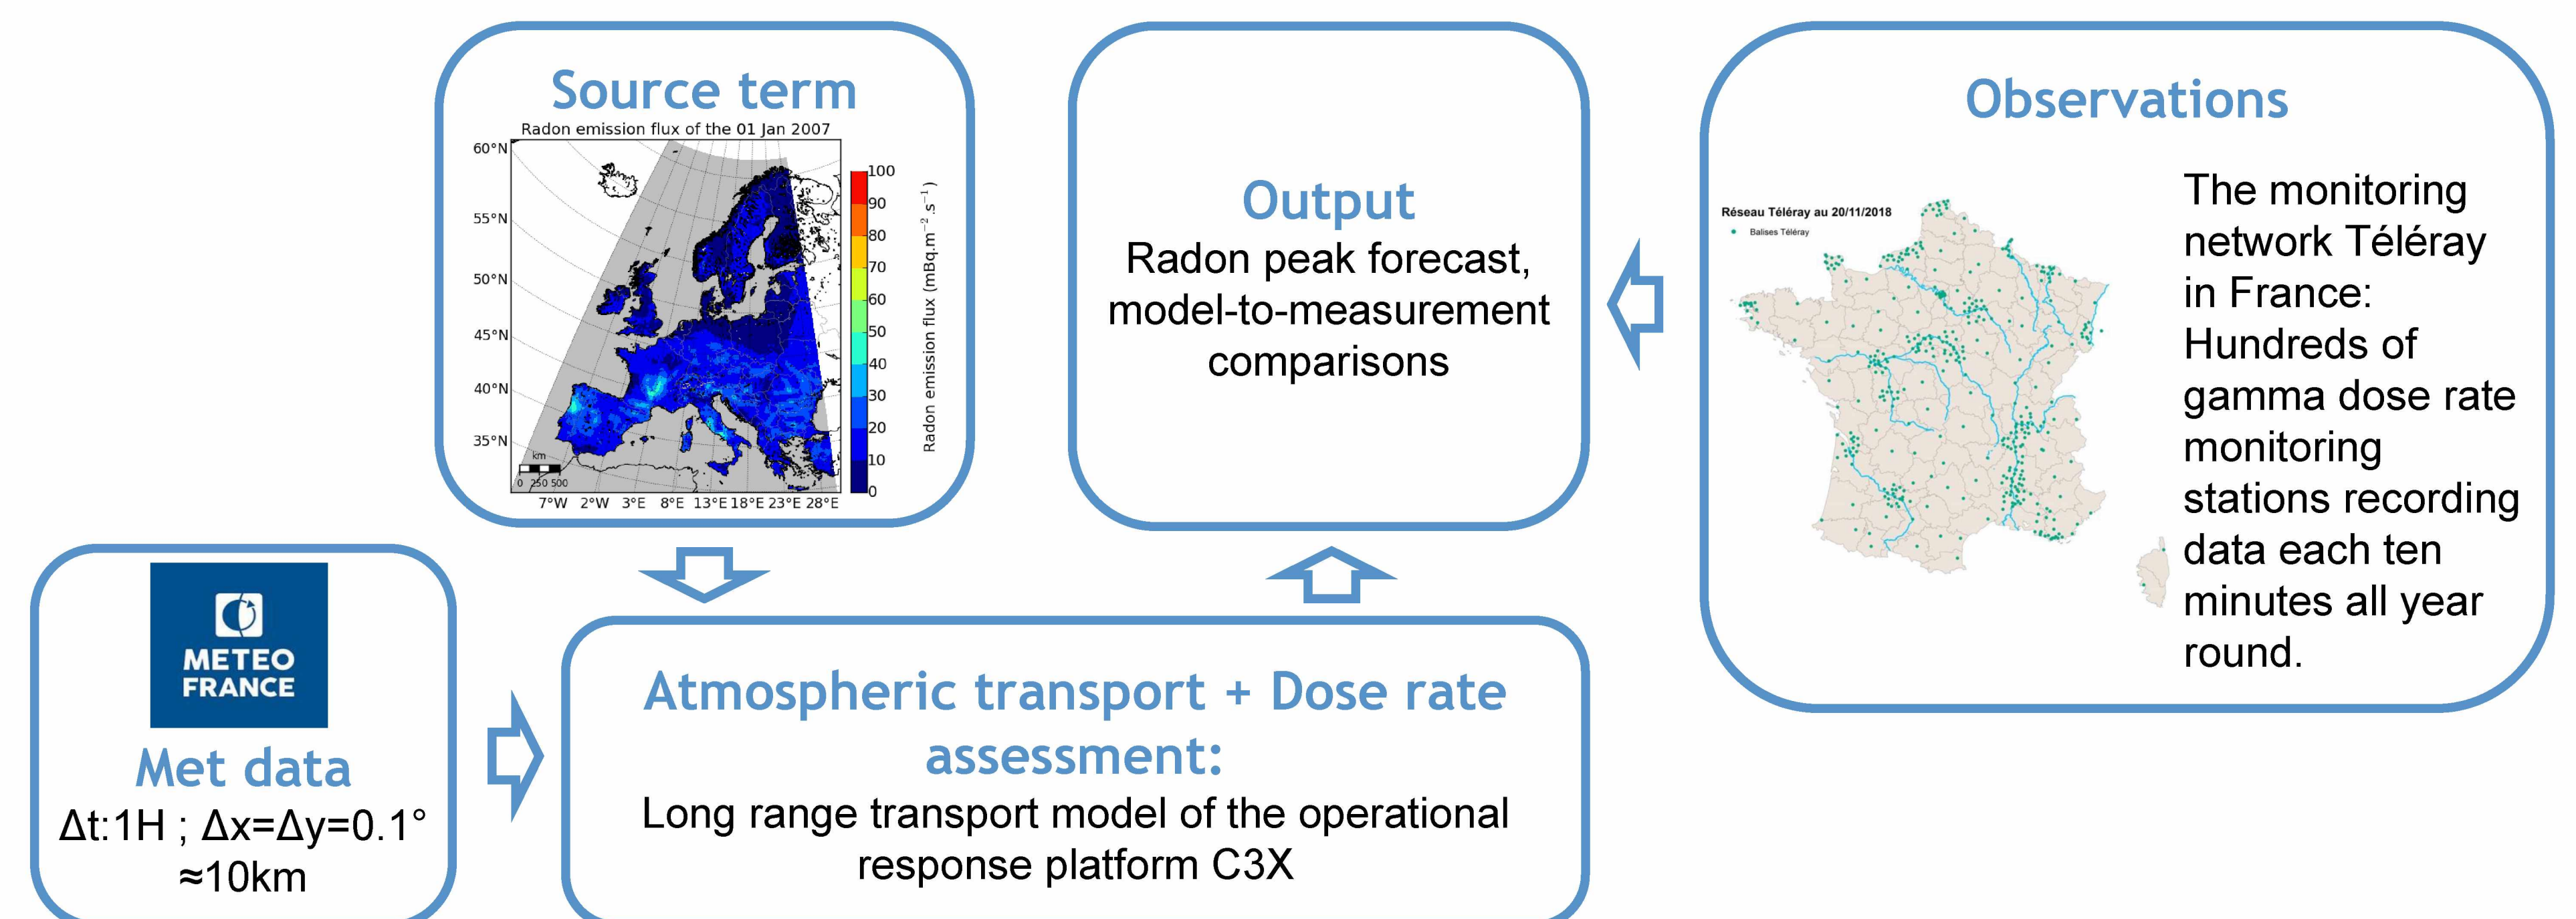 Source term
Radon emission flux of the 01 Jan 2007
60°N
55°N
50°N
45°N
40°N
35°N
km
0 250 500
7°W 2°W 3°E 8°E 13°E 18°E 23°E 28°E
100
90
80
70
60
50
40
30
20
10
0
Radon emission flux (mBq.m⁻².s⁻¹)
Output
Radon peak forecast,
model-to-measurement
comparisons
Observations
Réseau Téléray au 20/11/2018
Balises Téléray
The monitoring
network Téléray
in France:
Hundreds of
gamma dose rate
monitoring
stations recording
data each ten
minutes all year
round.
METEO
FRANCE
Met data
Δt:1H ; Δx=Δy=0.1°
≈10km
Atmospheric transport + Dose rate
assessment:
Long range transport model of the operational
response platform C3X